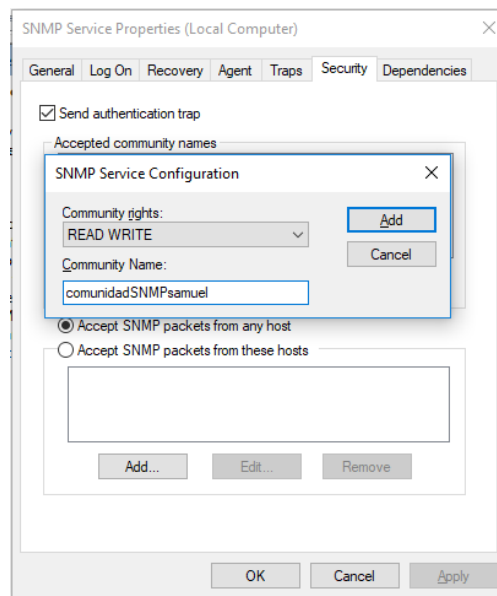 SNMP Service Properties (Local Computer)
General Log On Recovery Agent Traps Security Dependencies
Send authentication trap
Accepted community names
SNMP Service Configuration
Community rights:
READ WRITE
Add
Cancel
Community Name:
comunidadSNMPsamuel
Accept SNMP packets from any host
Accept SNMP packets from these hosts
Add... Edit... Remove
OK Cancel Apply